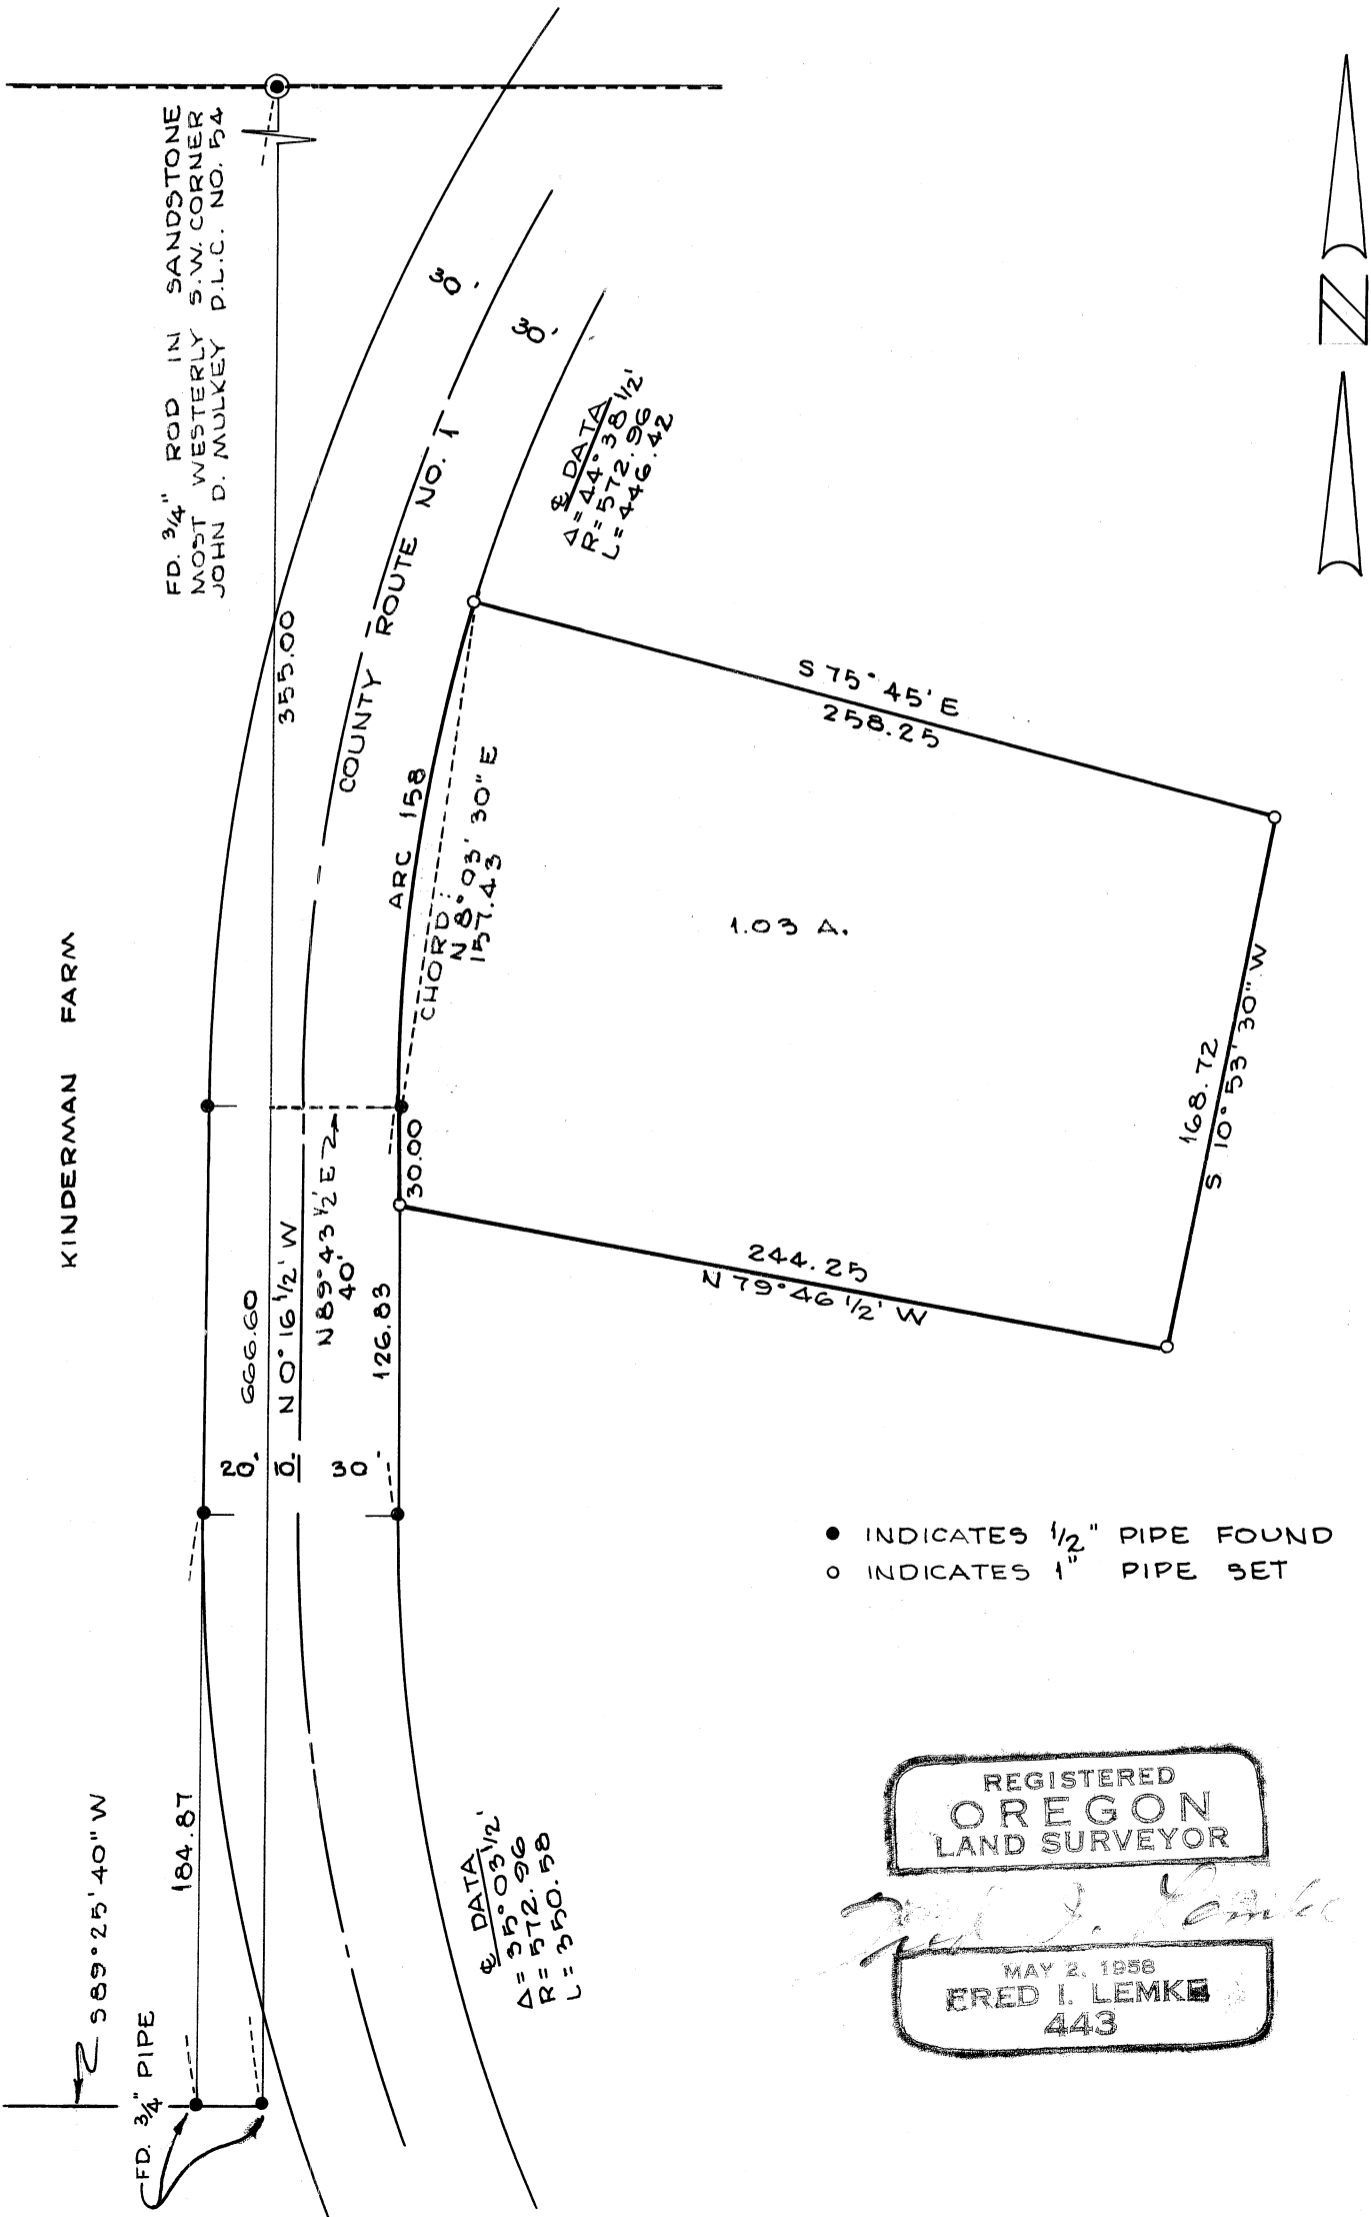 FD. 3/4" ROD IN SANDSTONE
MOST WESTERLY S.W. CORNER
JOHN D. MULKEY D.L.C. NO. 54
30'
30'
N
₵ DATA
Δ=44°38 1/2'
R=572.96
L=446.42
COUNTY ROUTE NO. 1
355.00
S 75°45' E
258.25
ARC 158
CHORD:
N 8°03' 30" E
157.43
1.03 A.
KINDERMAN FARM
168.72
S 10°53' 30" W
30.00
N 89°43 1/2' E
40'
244.25
N 79°46 1/2' W
666.60
N 0°16 1/2' W
126.83
20'
30'
● INDICATES 1/2" PIPE FOUND
○ INDICATES 1" PIPE SET
S89°25'40"W
184.87
FD. 3/4" PIPE
₵ DATA
Δ=35°03 1/2'
R=572.96
L=350.58
REGISTERED
OREGON
LAND SURVEYOR
MAY 2, 1958
FRED I. LEMKE
443